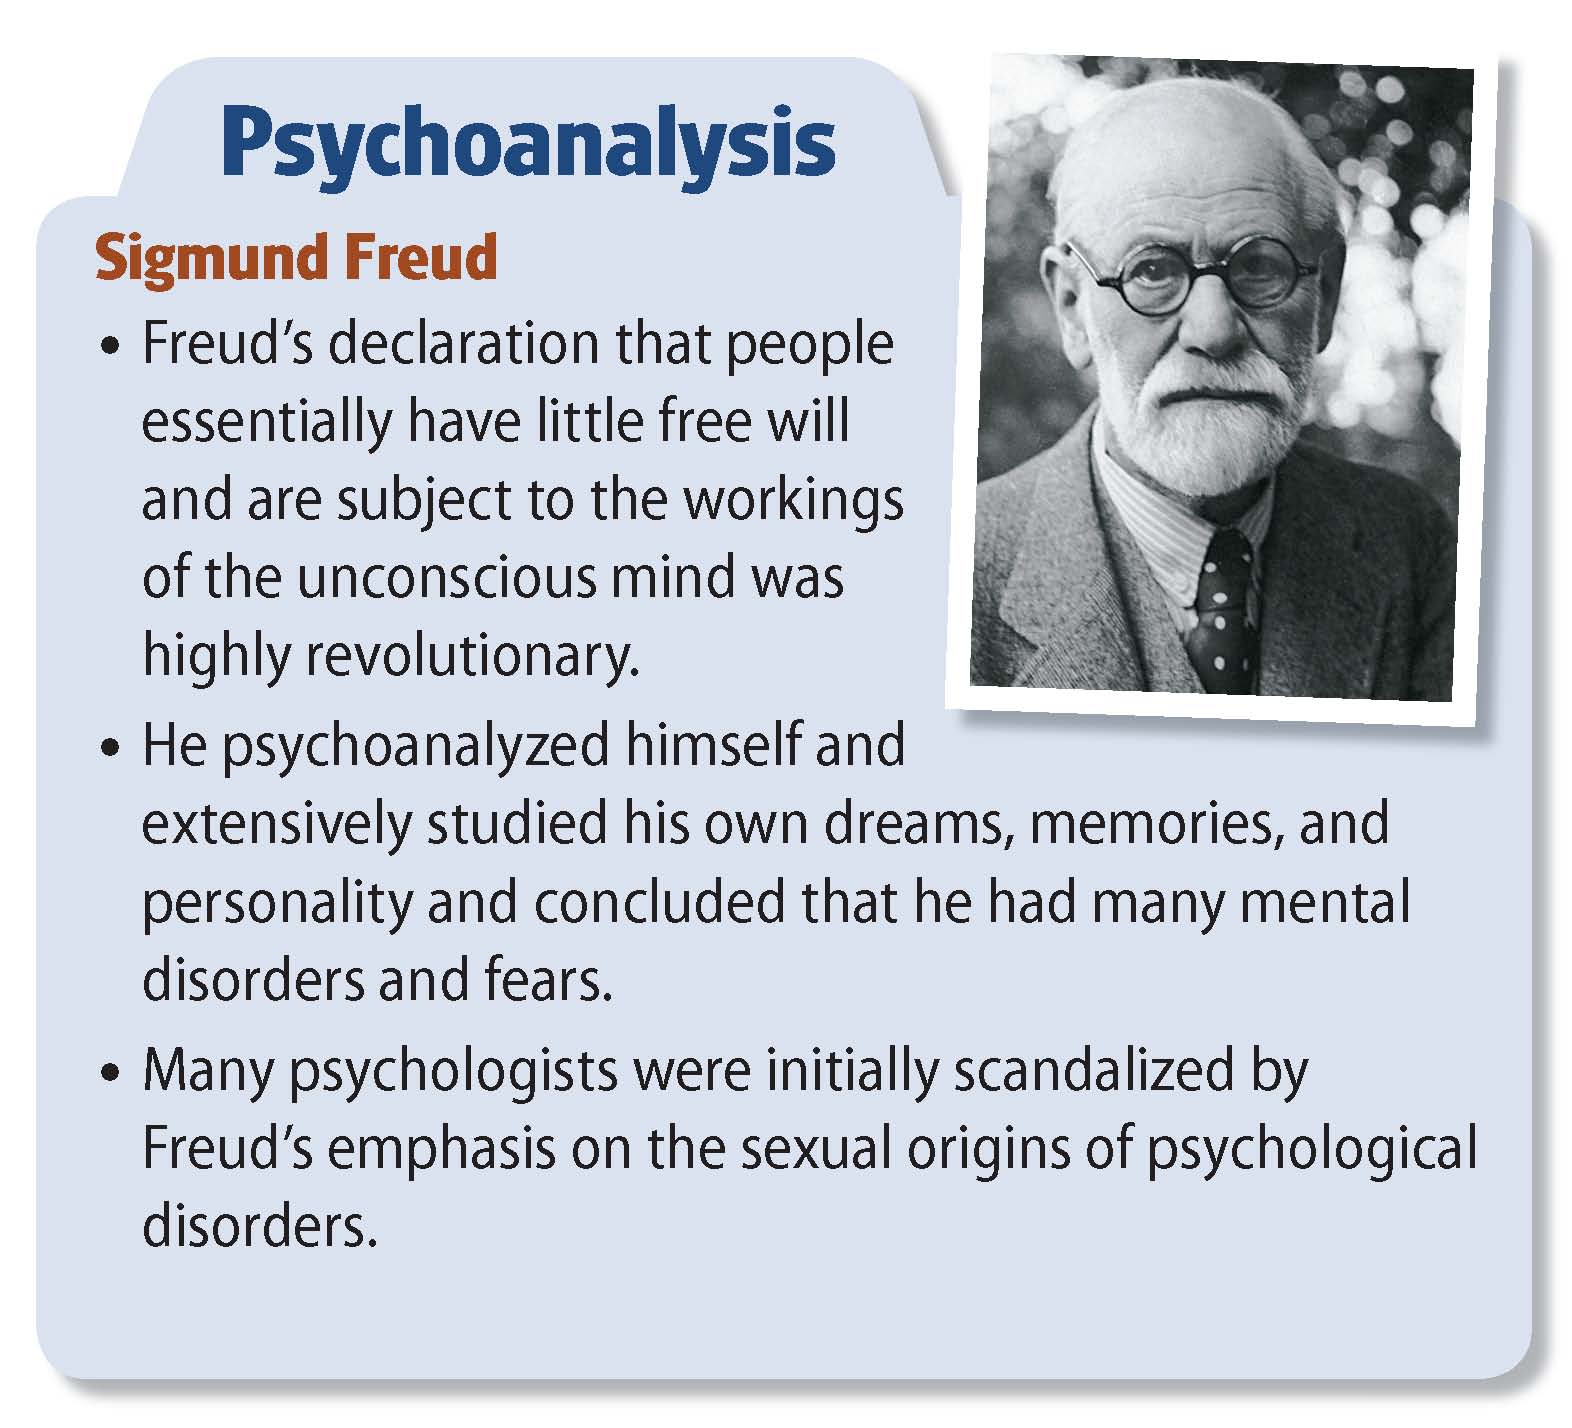 Psychoanalysis
Sigmund Freud
• Freud’s declaration that people
essentially have little free will
and are subject to the workings
of the unconscious mind was
highly revolutionary.
• He psychoanalyzed himself and
extensively studied his own dreams, memories, and
personality and concluded that he had many mental
disorders and fears.
• Many psychologists were initially scandalized by
Freud’s emphasis on the sexual origins of psychological
disorders.